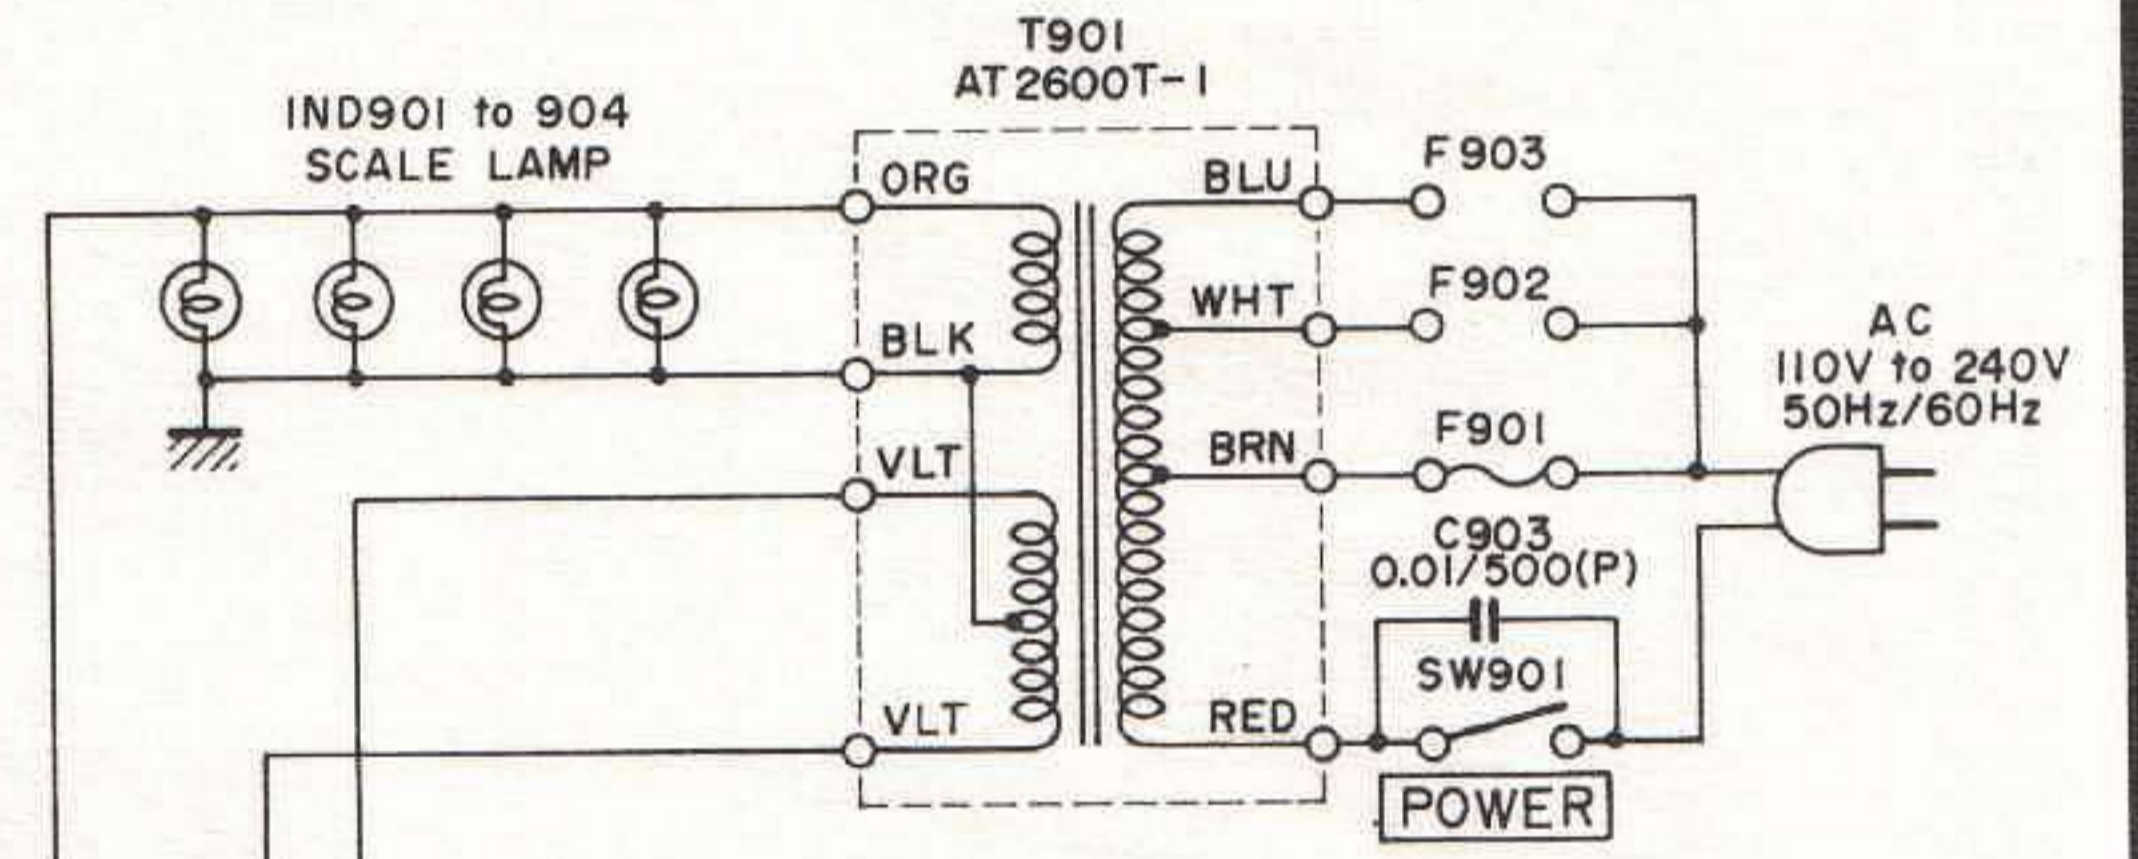 T901
AT2600T-1
IND901 to 904
SCALE LAMP
ORG
BLU
F903
WHT
F902
BLK
AC
110V to 240V
50Hz/60Hz
VLT
BRN
F901
C903
0.01/500(P)
SW901
VLT
RED
POWER